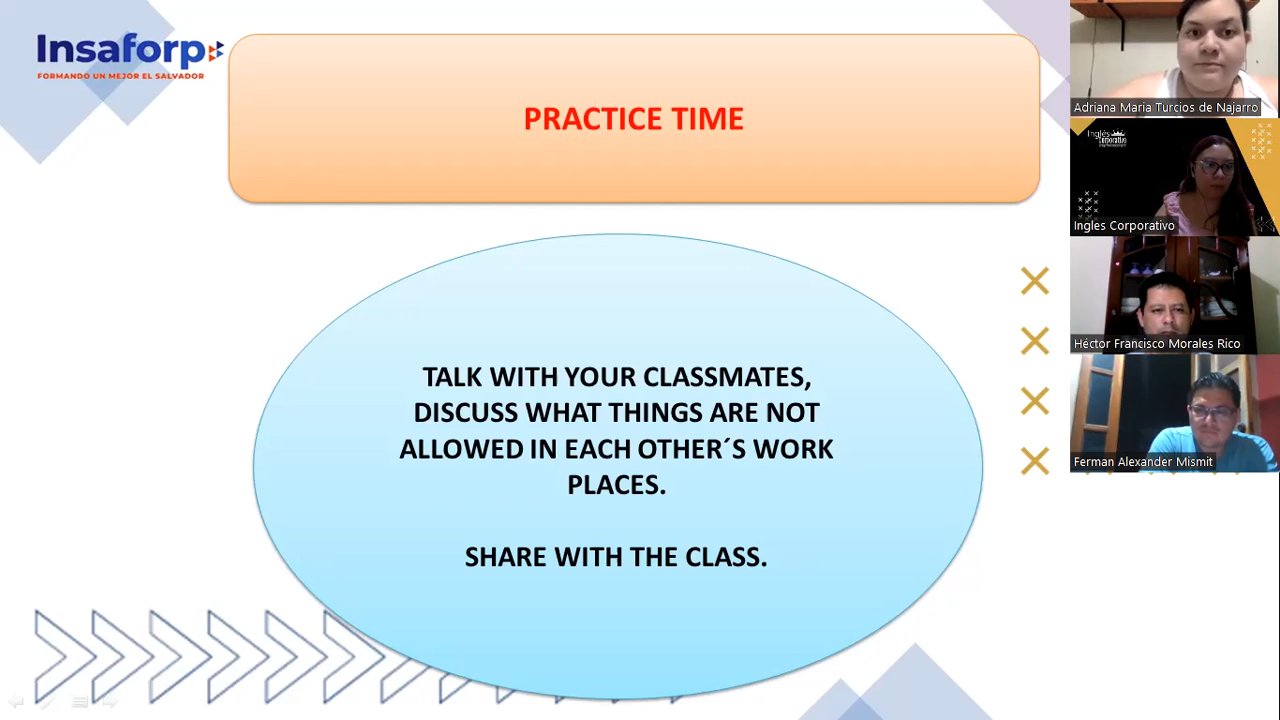 Insaforp
FORMANDO UN MEJOR EL SALVADOR
PRACTICE TIME
TALK WITH YOUR CLASSMATES,
DISCUSS WHAT THINGS ARE NOT
ALLOWED IN EACH OTHER´S WORK
PLACES.
SHARE WITH THE CLASS.
Adriana Maria Turcios de Najarro
Inglés
Corporativo
Ingles Corporativo
Héctor Francisco Morales Rico
Ferman Alexander Mismit